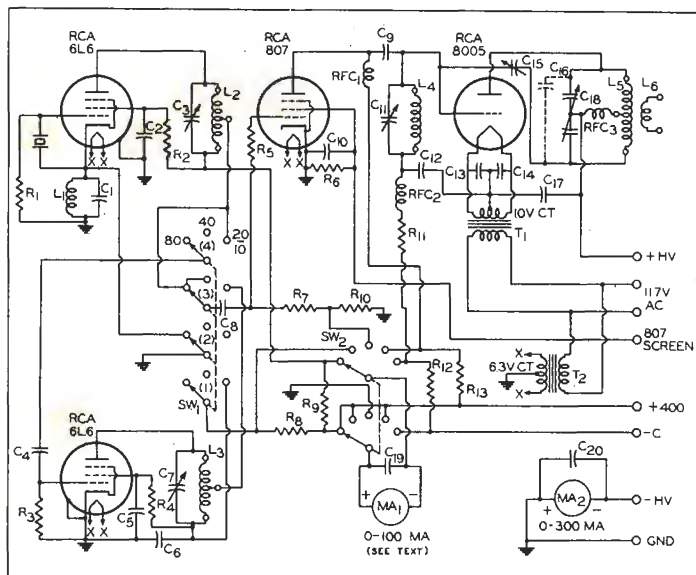 RCA
6L6
RCA
807
RCA
8005
C9
C15
C16
RFC1
L2
L4
L5
L6
C3
C11
C18
RFC3
C2
R2
C10
R5
R6
C12
C13
C14
C17
R1
L1
C1
RFC2
10V CT
T1
R11
40
20
10
80
(4)
(3)
(2)
(1)
C8
R7
R10
SW2
SW1
R12
R13
R9
R8
+HV
117V
AC
807
SCREEN
X
6.3V CT
X
T2
+400
-C
RCA
6L6
C4
R3
C5
C6
C7
R4
L3
X X
X X
X X
C19
+ MA1 -
0-100 MA
(SEE TEXT)
C20
+ MA2 -
0-300 MA
-HV
GND